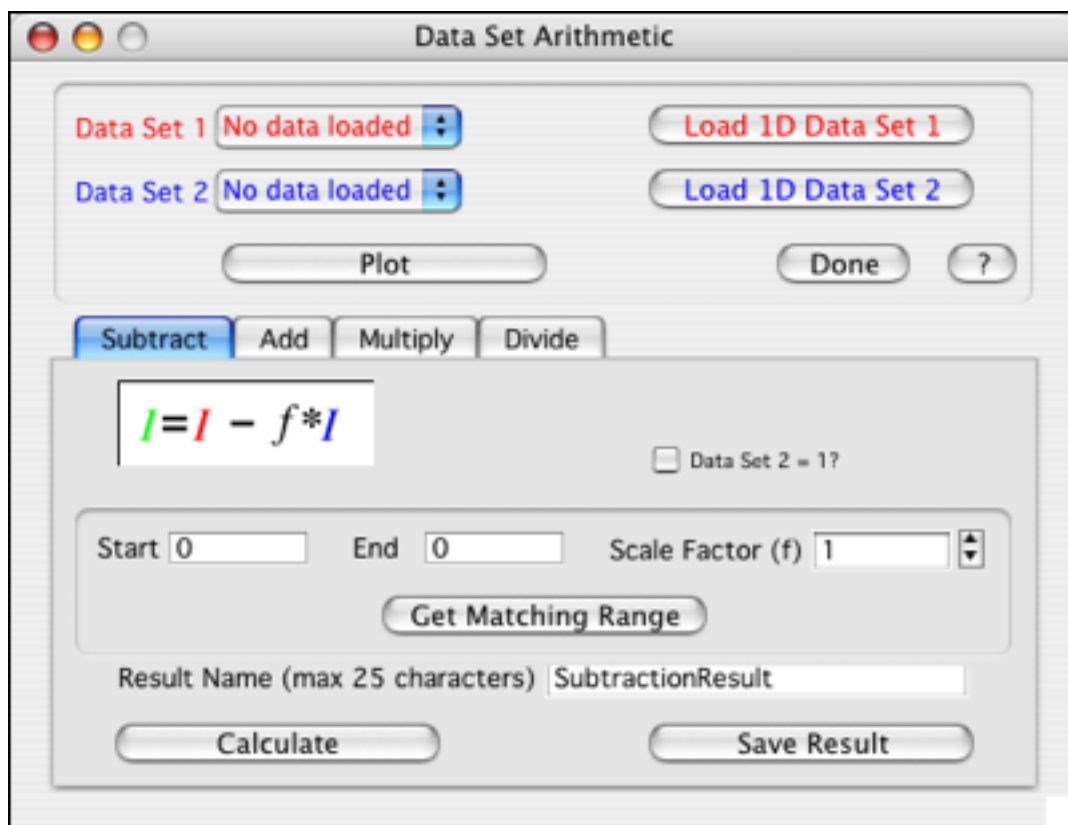 Data Set Arithmetic
Data Set 1 No data loaded Load 1D Data Set 1
Data Set 2 No data loaded Load 1D Data Set 2
Plot Done ?
Subtract Add Multiply Divide
I=I - f*I
Data Set 2 = 1?
Start 0 End 0 Scale Factor (f) 1
Get Matching Range
Result Name (max 25 characters) SubtractionResult
Calculate Save Result